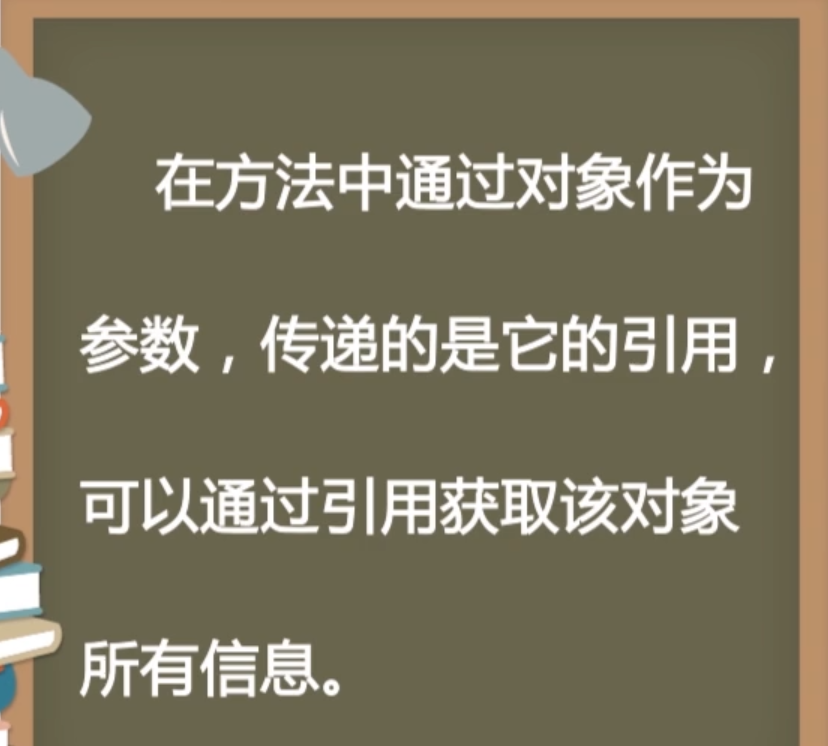 在方法中通过对象作为
参数，传递的是它的引用，
可以通过引用获取该对象
所有信息。